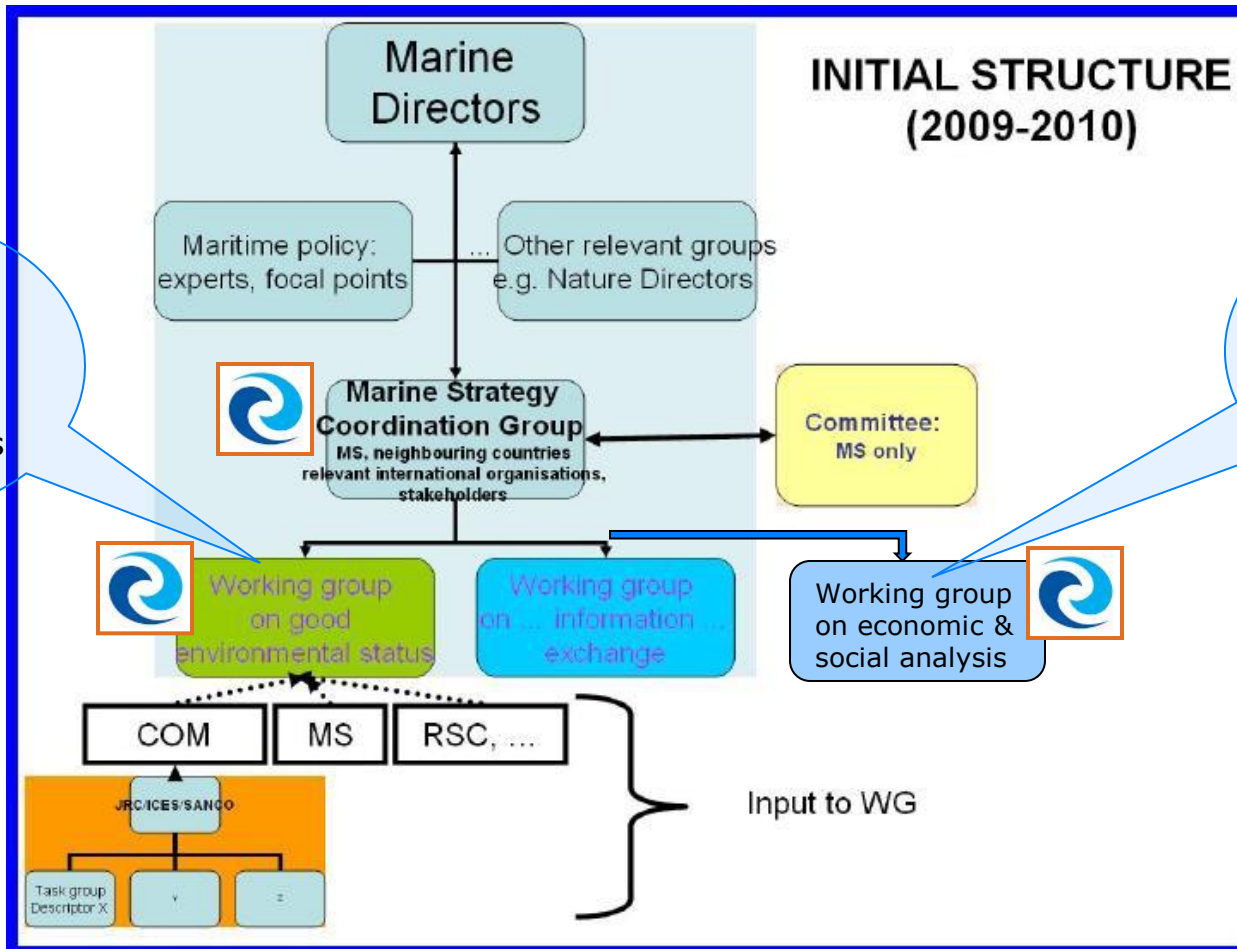 Marine
Directors
INITIAL STRUCTURE
(2009-2010)
Maritime policy:
experts, focal points
... Other relevant groups
e.g. Nature Directors
Marine Strategy
Coordination Group
MS, neighbouring countries
relevant international organisations,
stakeholders
Committee:
MS only
s
Working group
on good
environmental status
Working group
on ... information ...
exchange
Working group
on economic &
social analysis
COM
MS
RSC, ...
JRC/ICES/SANCO
Task group
Descriptor X
Y
Z
Input to WG